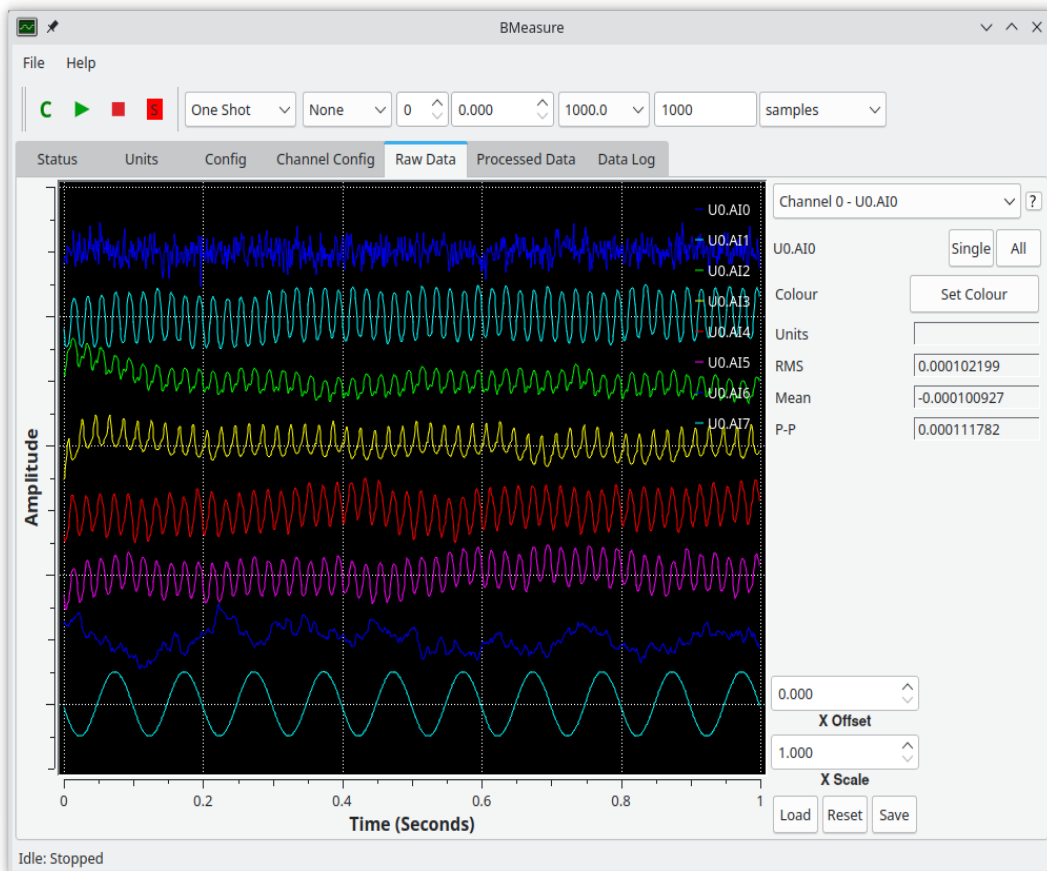 BMeasure
File Help
C S One Shot None 0 0.000 1000.0 1000 samples
Status Units Config Channel Config Raw Data Processed Data Data Log
U0.AI0
U0.AI1
U0.AI2
U0.AI3
U0.AI4
U0.AI5
U0.AI6
U0.AI7
Amplitude
0 0.2 0.4 0.6 0.8 1
Time (Seconds)
Channel 0 - U0.AI0 ?
U0.AI0 Single All
Colour Set Colour
Units
RMS 0.000102199
Mean -0.000100927
P-P 0.000111782
0.000
X Offset
1.000
X Scale
Load Reset Save
Idle: Stopped